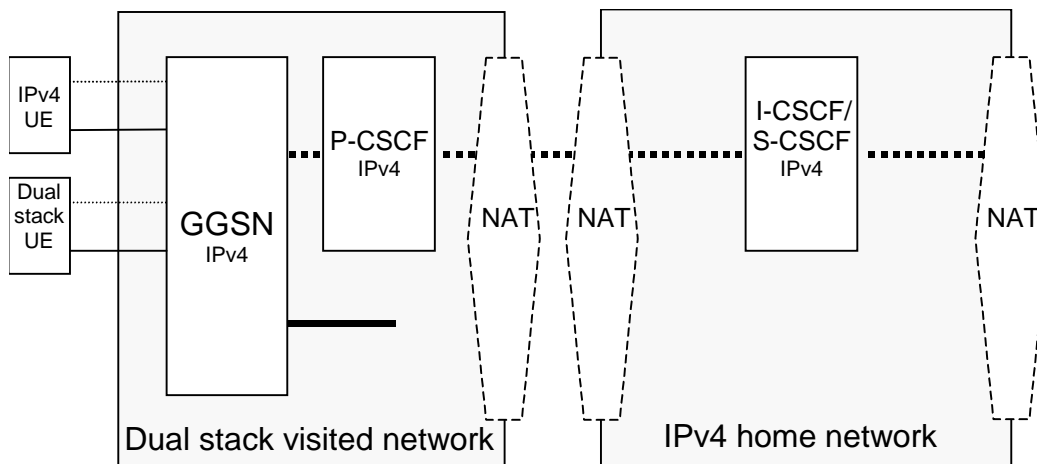 IPv4
UE
Dual
stack
UE
GGSN
IPv4
P-CSCF
IPv4
NAT
NAT
I-CSCF/
S-CSCF
IPv4
NAT
Dual stack visited network
IPv4 home network